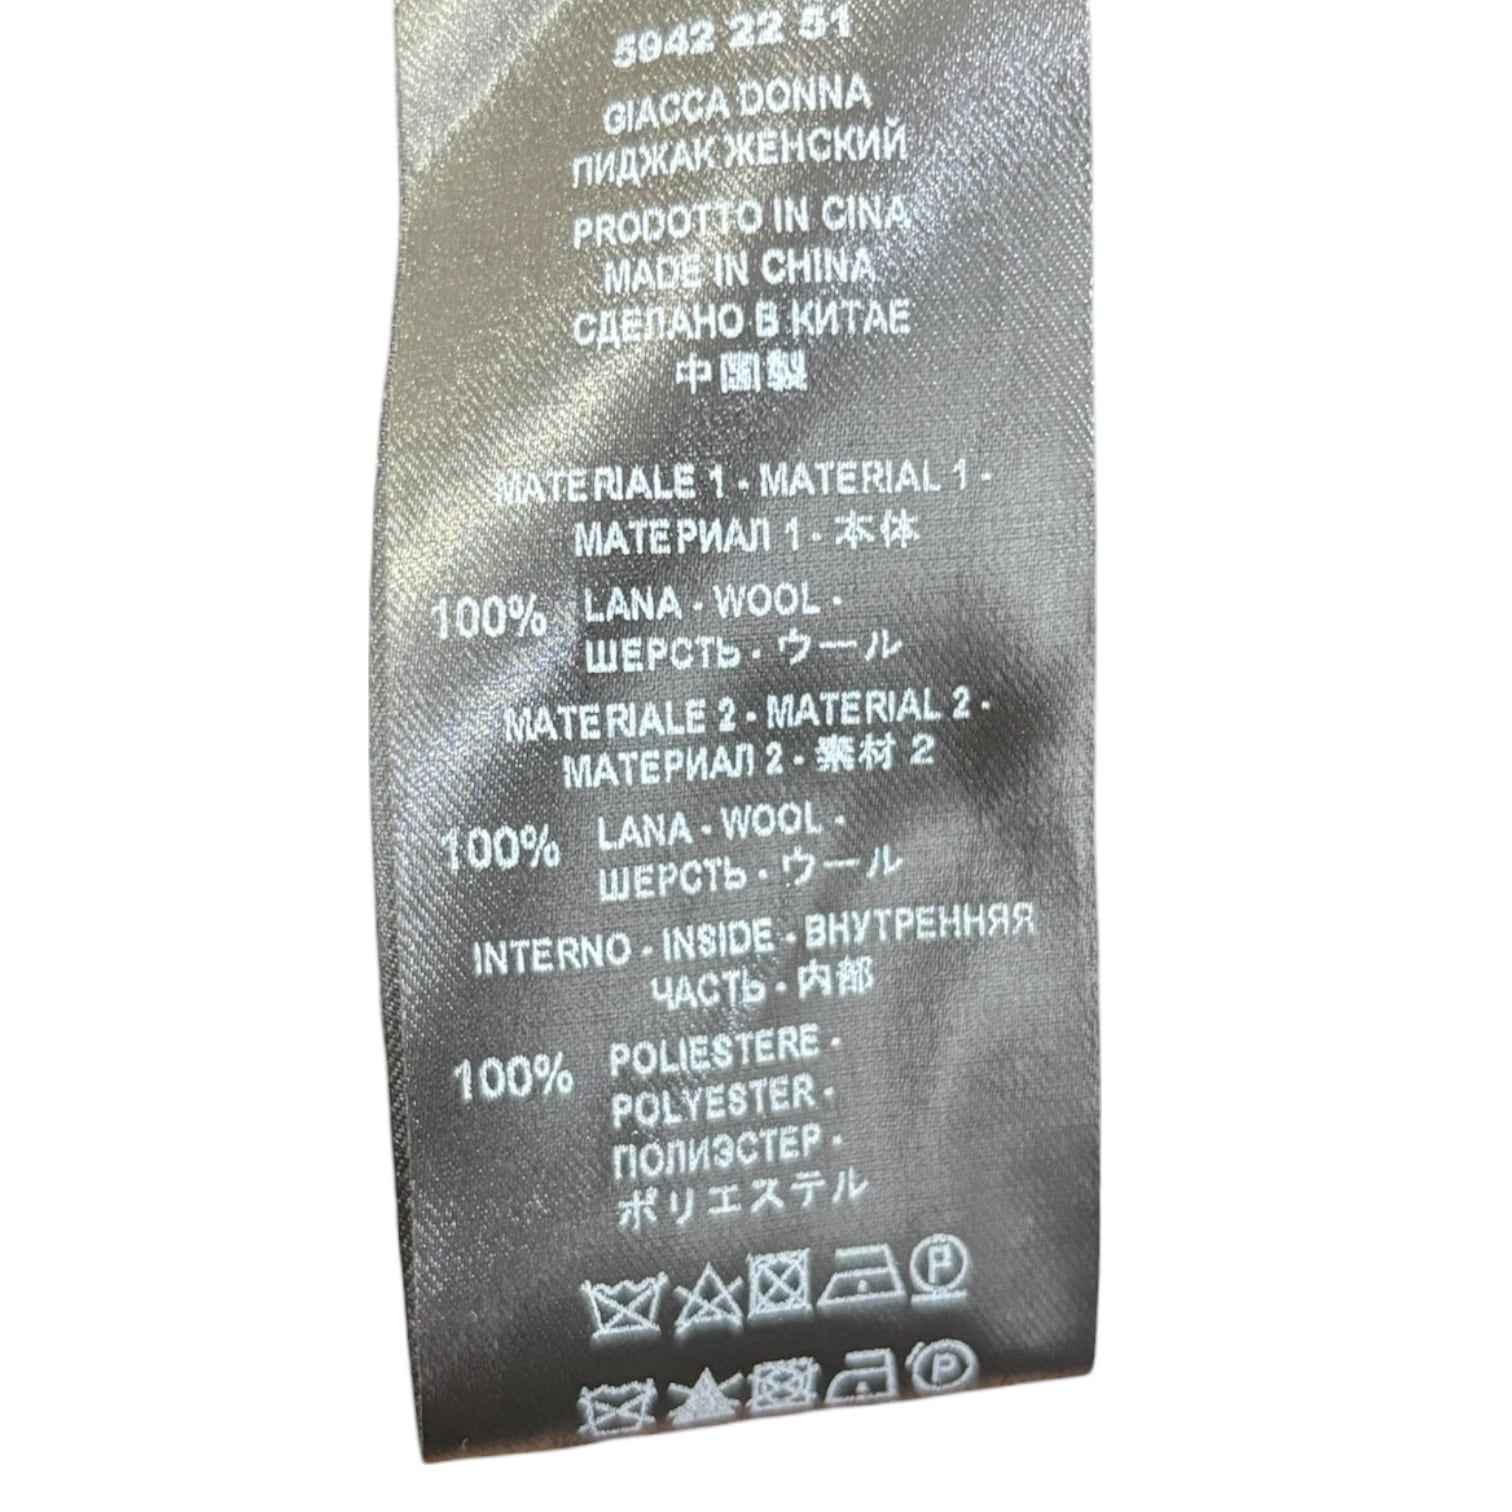 5942 22 51
GIACCA DONNA
ПИДЖАК ЖЕНСКИЙ
PRODOTTO IN CINA
MADE IN CHINA
СДЕЛАНО В КИТАЕ
中国製
MATERIALE 1 - MATERIAL 1 -
МАТЕРИАЛ 1 - 本体
100% LANA - WOOL -
ШЕРСТЬ - ウール
MATERIALE 2 - MATERIAL 2 -
МАТЕРИАЛ 2 - 素材 2
100% LANA - WOOL -
ШЕРСТЬ - ウール
INTERNO - INSIDE - ВНУТРЕННЯЯ
ЧАСТЬ - 内部
100% POLIESTERE -
POLYESTER -
ПОЛИЭСТЕР -
ポリエステル
P
P